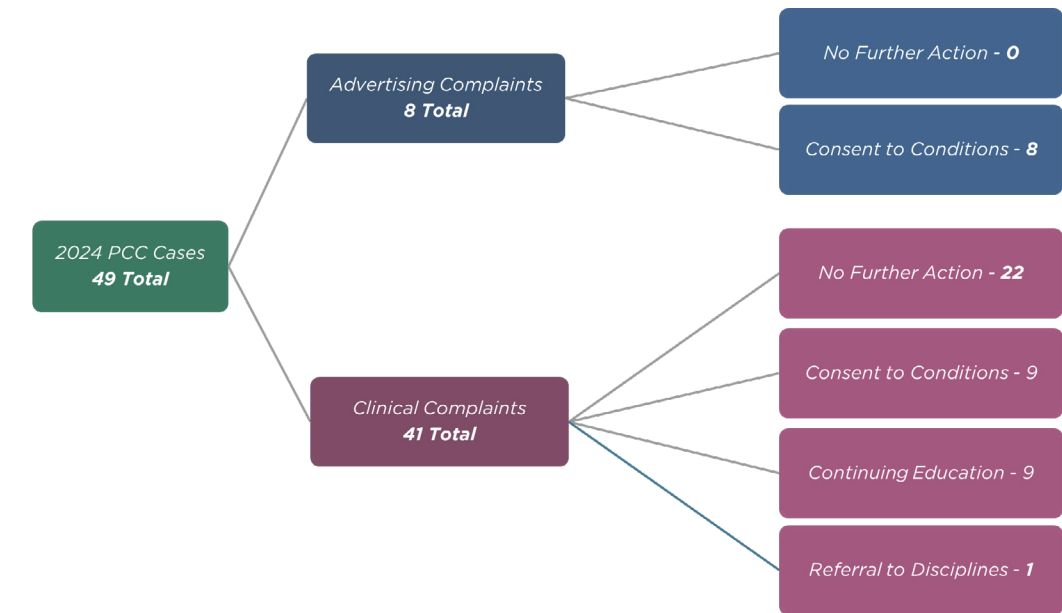 2024 PCC Cases
49 Total
Advertising Complaints
8 Total
No Further Action - 0
Consent to Conditions - 8
Clinical Complaints
41 Total
No Further Action - 22
Consent to Conditions - 9
Continuing Education - 9
Referral to Disciplines - 1